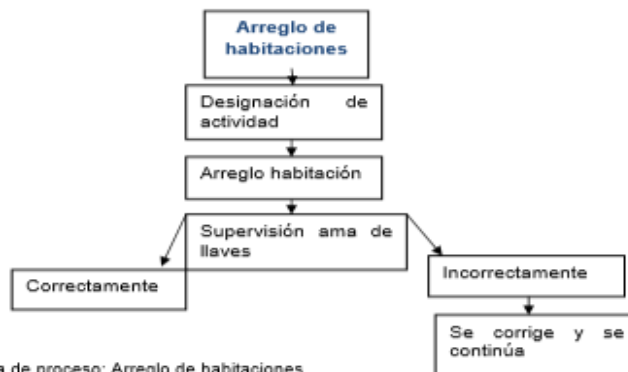 Arreglo de
habitaciones
Designación de
actividad
Arreglo habitación
Supervisión ama de
llaves
Correctamente
Incorrectamente
Se corrige y se
continúa
de proceso: Arreglo de habitaciones